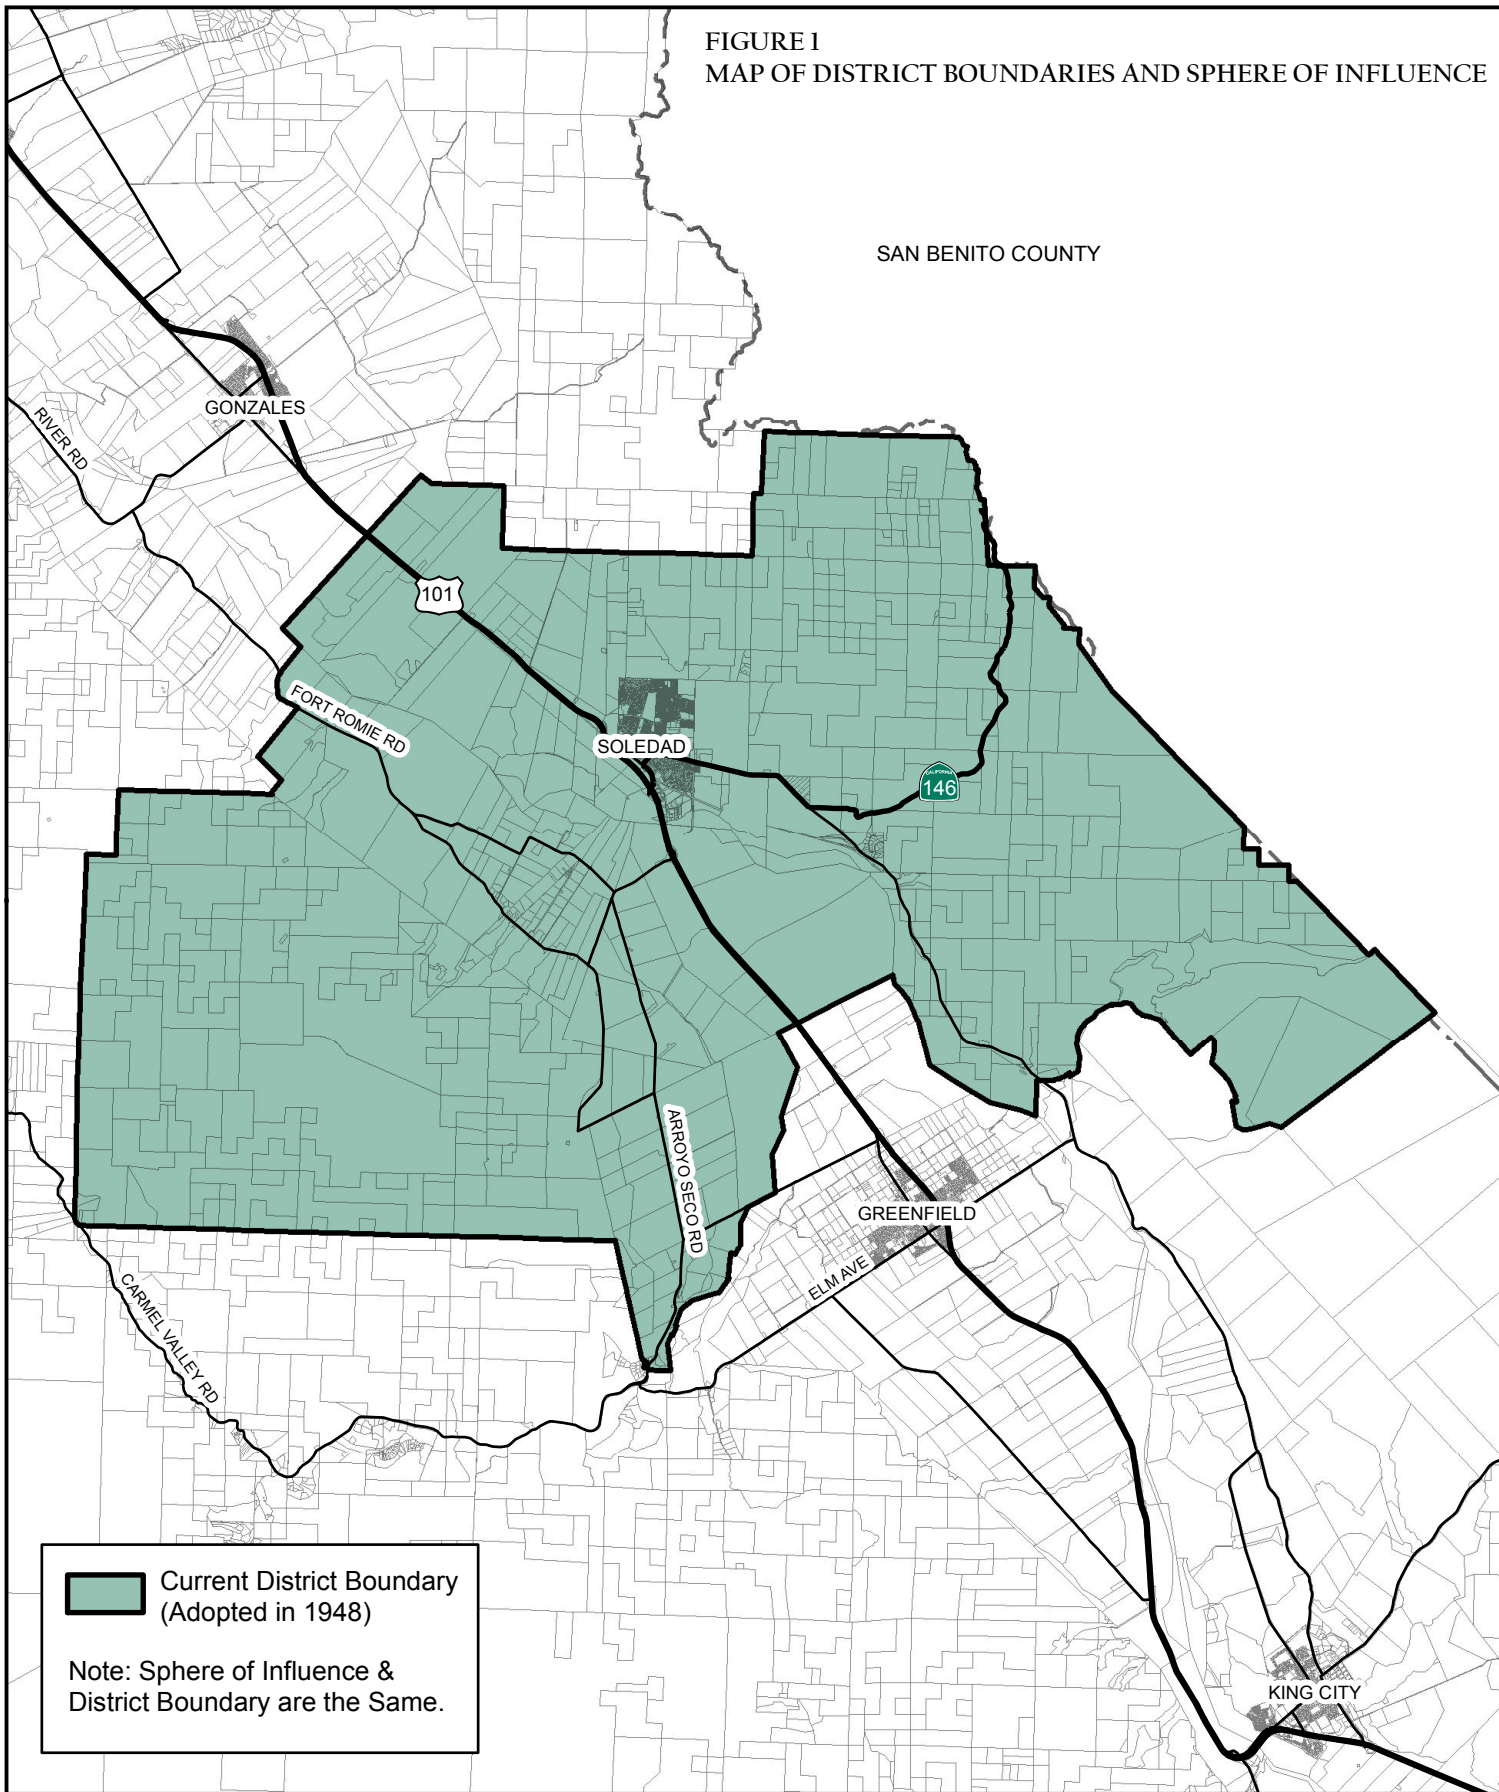 FIGURE 1
MAP OF DISTRICT BOUNDARIES AND SPHERE OF INFLUENCE
SAN BENITO COUNTY
GONZALES
RIVER RD
101
FORT ROMIE RD
SOLEDAD
CALIFORNIA
146
ARROYO SECO RD
GREENFIELD
ELM AVE
CARMEL VALLEY RD
Current District Boundary
(Adopted in 1948)
Note: Sphere of Influence &
District Boundary are the Same.
KING CITY